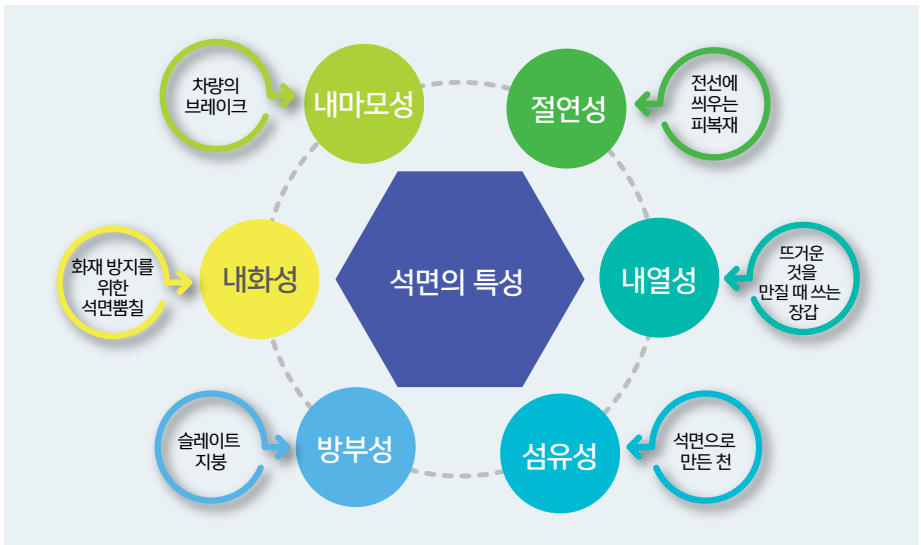 차량의
브레이크
내마모성
절연성
전선에
씌우는
피복재
화재 방지를
위한
석면뿜칠
내화성
석면의 특성
내열성
뜨거운
것을
만질 때 쓰는
장갑
슬레이트
지붕
방부성
섬유성
석면으로
만든 천